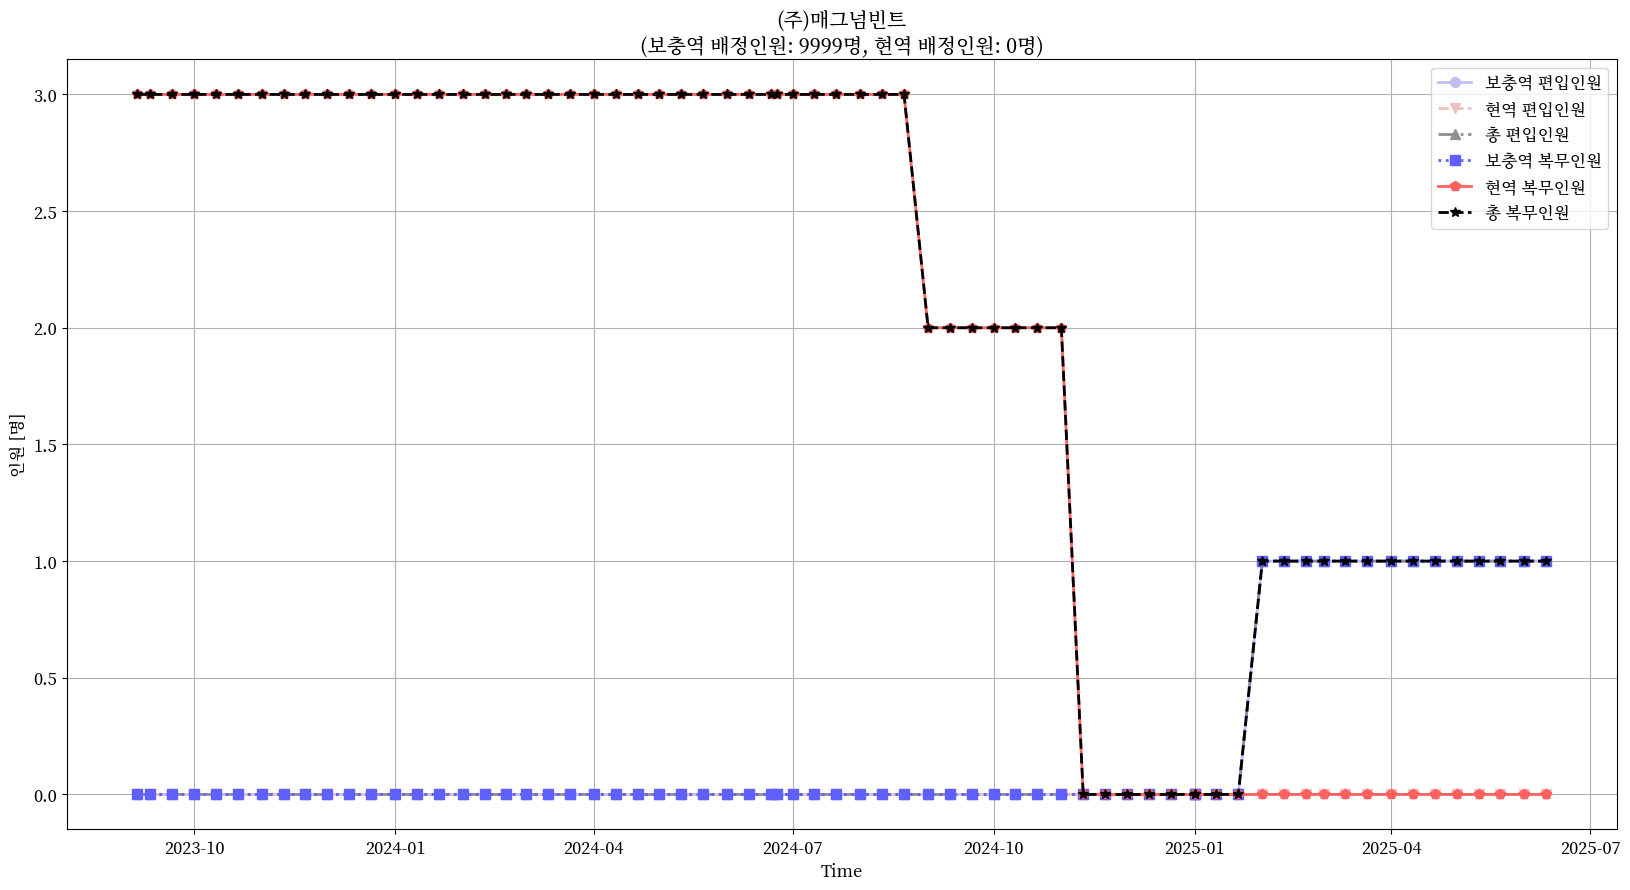 (주)매그넘빈트
(보충역 배정인원: 9999명, 현역 배정인원: 0명)
보충역 편입인원
현역 편입인원
총 편입인원
보충역 복무인원
현역 복무인원
총 복무인원
인원 [명]
3.0
2.5
2.0
1.5
1.0
0.5
0.0
2023-10
2024-01
2024-04
2024-07
2024-10
2025-01
2025-04
2025-07
Time